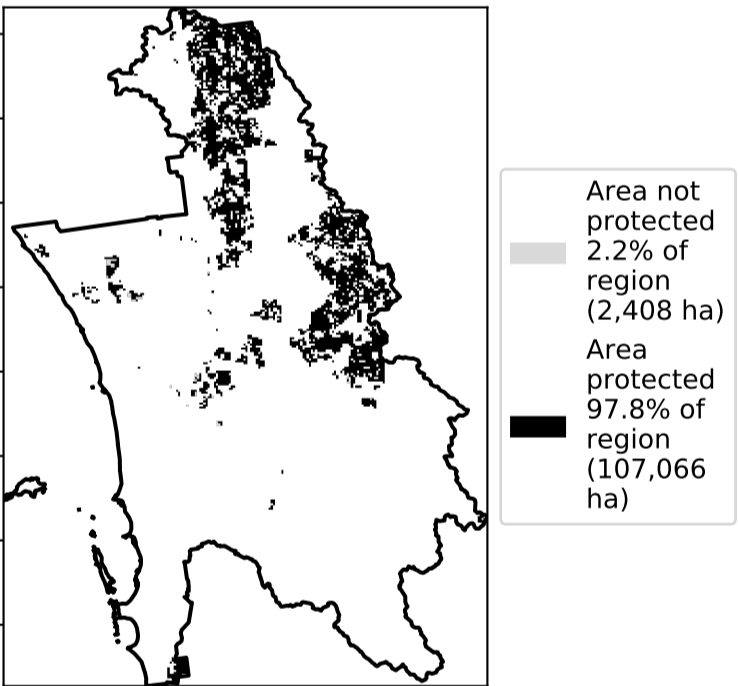 Area not
protected
2.2% of
region
(2,408 ha)
Area
protected
97.8% of
region
(107,066
ha)